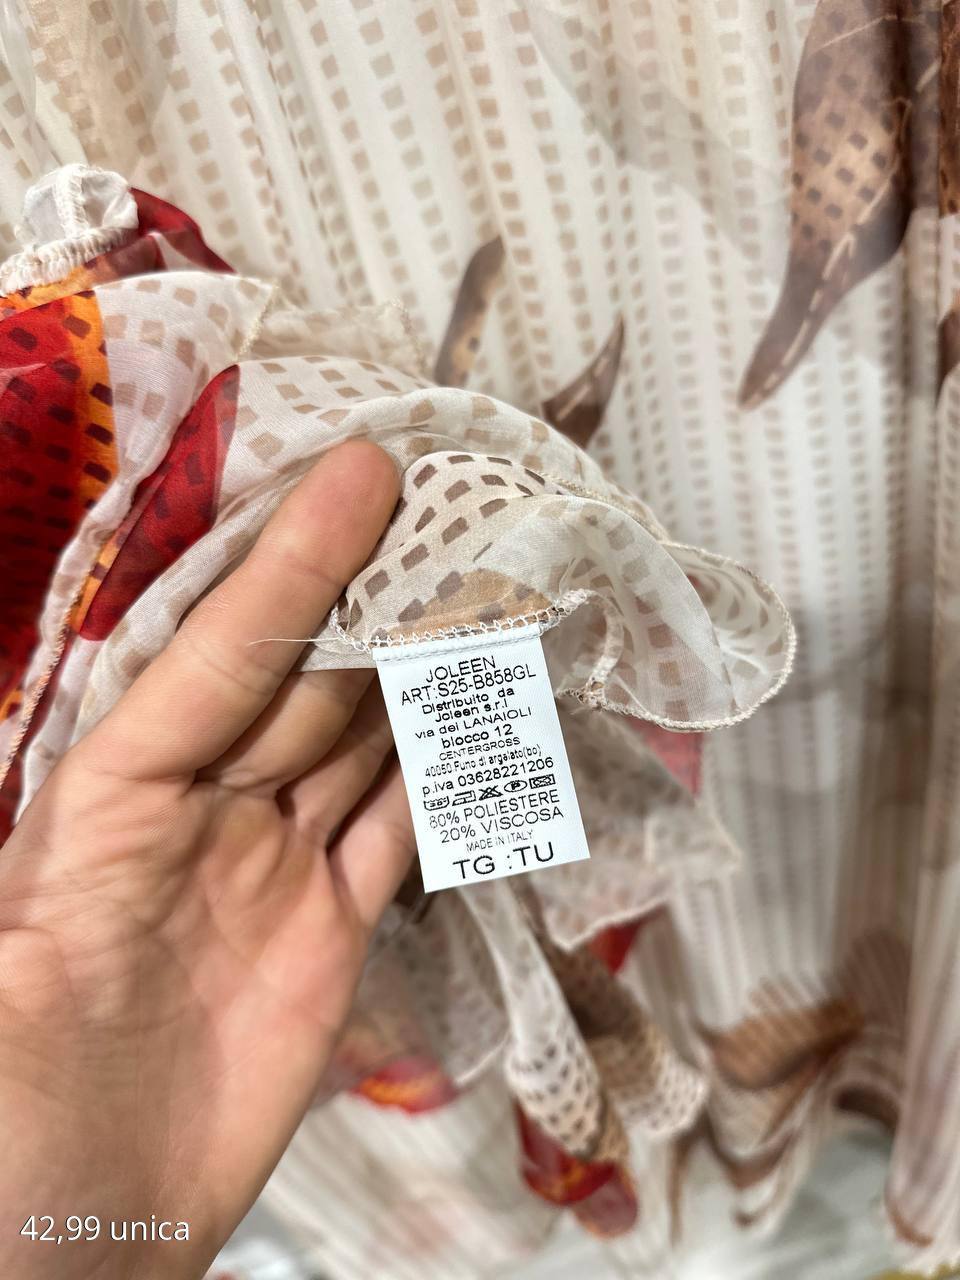 JOLEEN
ART:S25-B858GL
Distribuito da
Joleen s.r.l
via dei LANAIOLI
blocco 12
CENTERGROSS
40050 Funo di argelato(bo)
p.iva 03628221206
80% POLIESTERE
20% VISCOSA
MADE IN ITALY
TG :TU
42,99 unica